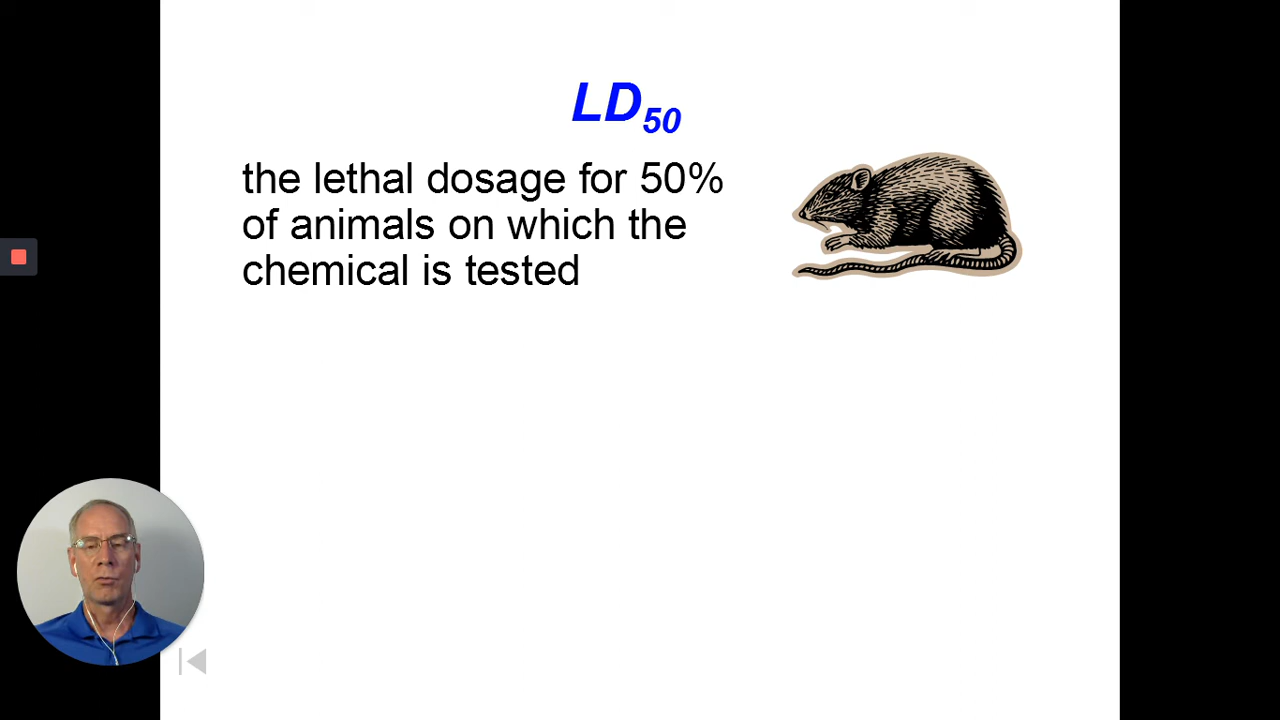 LD50
the lethal dosage for 50%
of animals on which the
chemical is tested